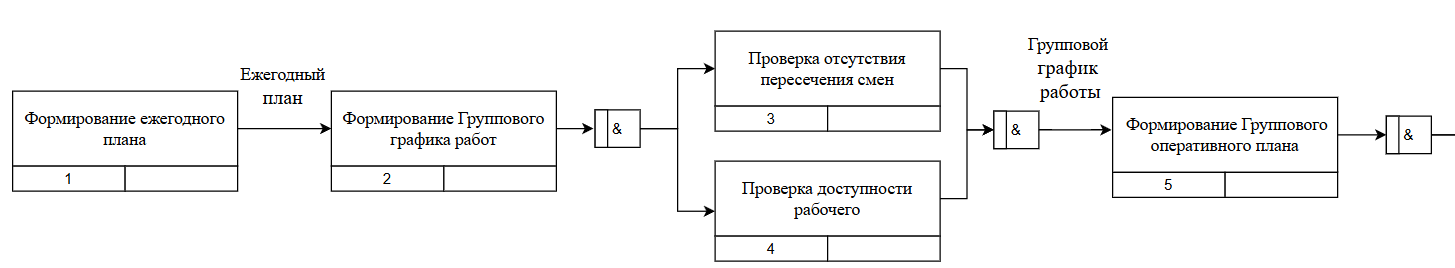 Формирование ежегодного
плана
1
Ежегодный
план
Формирование Группового
графика работ
2
&
Проверка отсутствия
пересечения смен
3
Проверка доступности
рабочего
4
&
Групповой
график
работы
Формирование Группового
оперативного плана
5
&